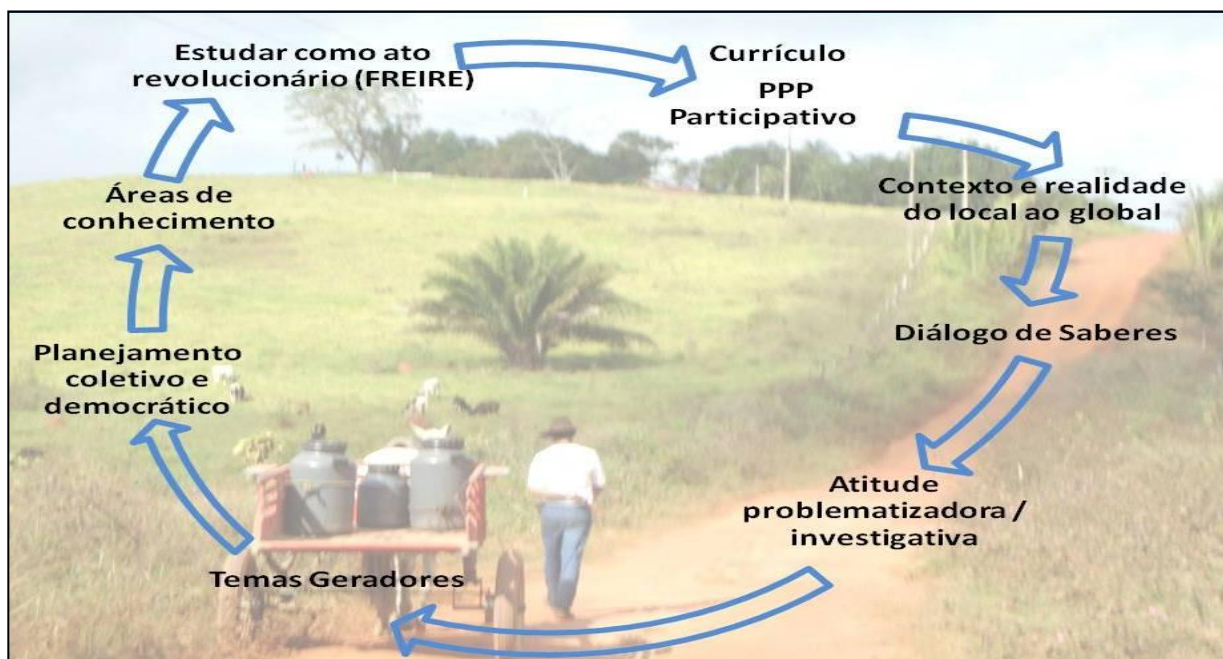 Estudar como ato
revolucionário (FREIRE)
Currículo
PPP
Participativo
Contexto e realidade
do local ao global
Diálogo de Saberes
Atitude
problematizadora /
investigativa
Temas Geradores
Planejamento
coletivo e
democrático
Áreas de
conhecimento